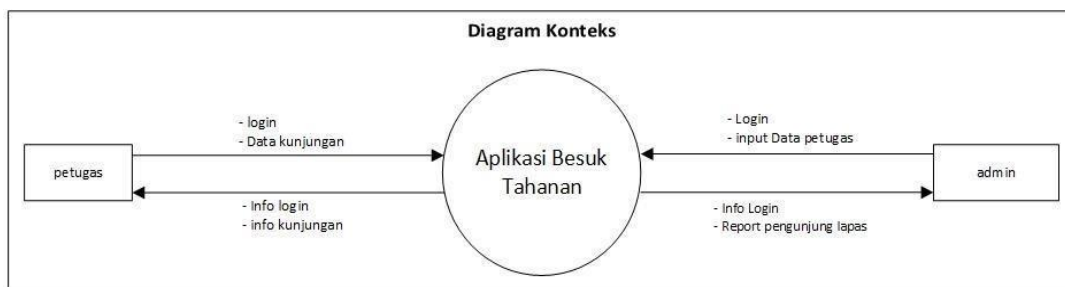 Diagram Konteks
- login
- Data kunjungan
- Login
- input Data petugas
petugas
Aplikasi Besuk
Tahanan
admin
- Info login
- info kunjungan
- Info Login
- Report pengunjung lapas